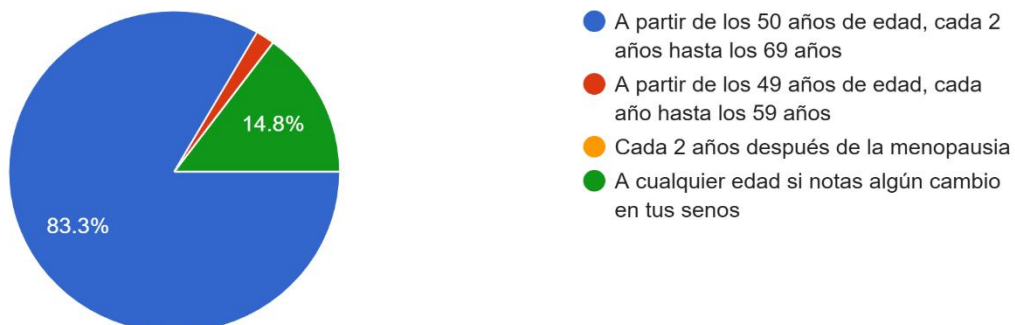 14.8%
83.3%
A partir de los 50 años de edad, cada 2
años hasta los 69 años
A partir de los 49 años de edad, cada
año hasta los 59 años
Cada 2 años después de la menopausia
A cualquier edad si notas algún cambio
en tus senos